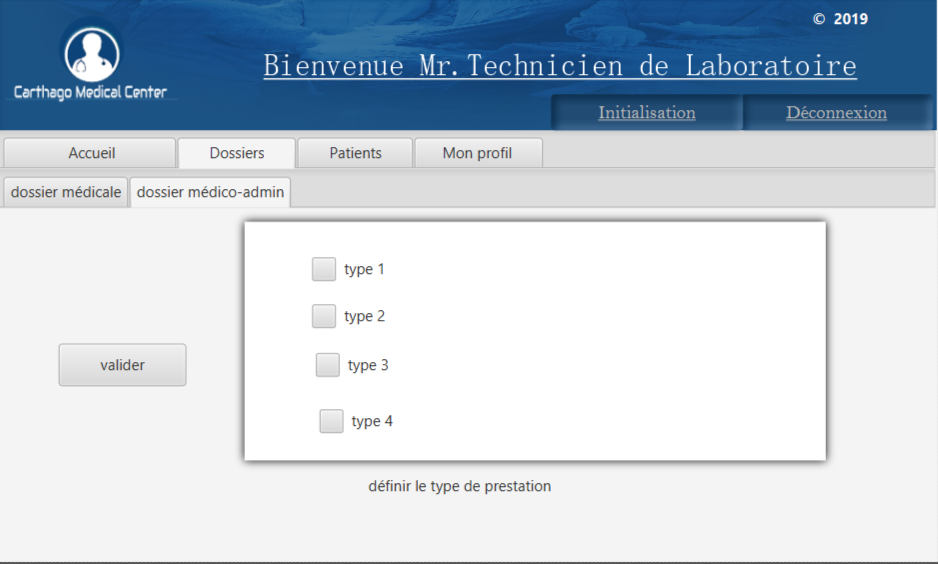 © 2019
Bienvenue Mr.Technicien de Laboratoire
Carthago Medical Center
Initialisation
Déconnexion
Accueil
Dossiers
Patients
Mon profil
dossier médicale
dossier médico-admin
type 1
type 2
valider
type 3
type 4
définir le type de prestation